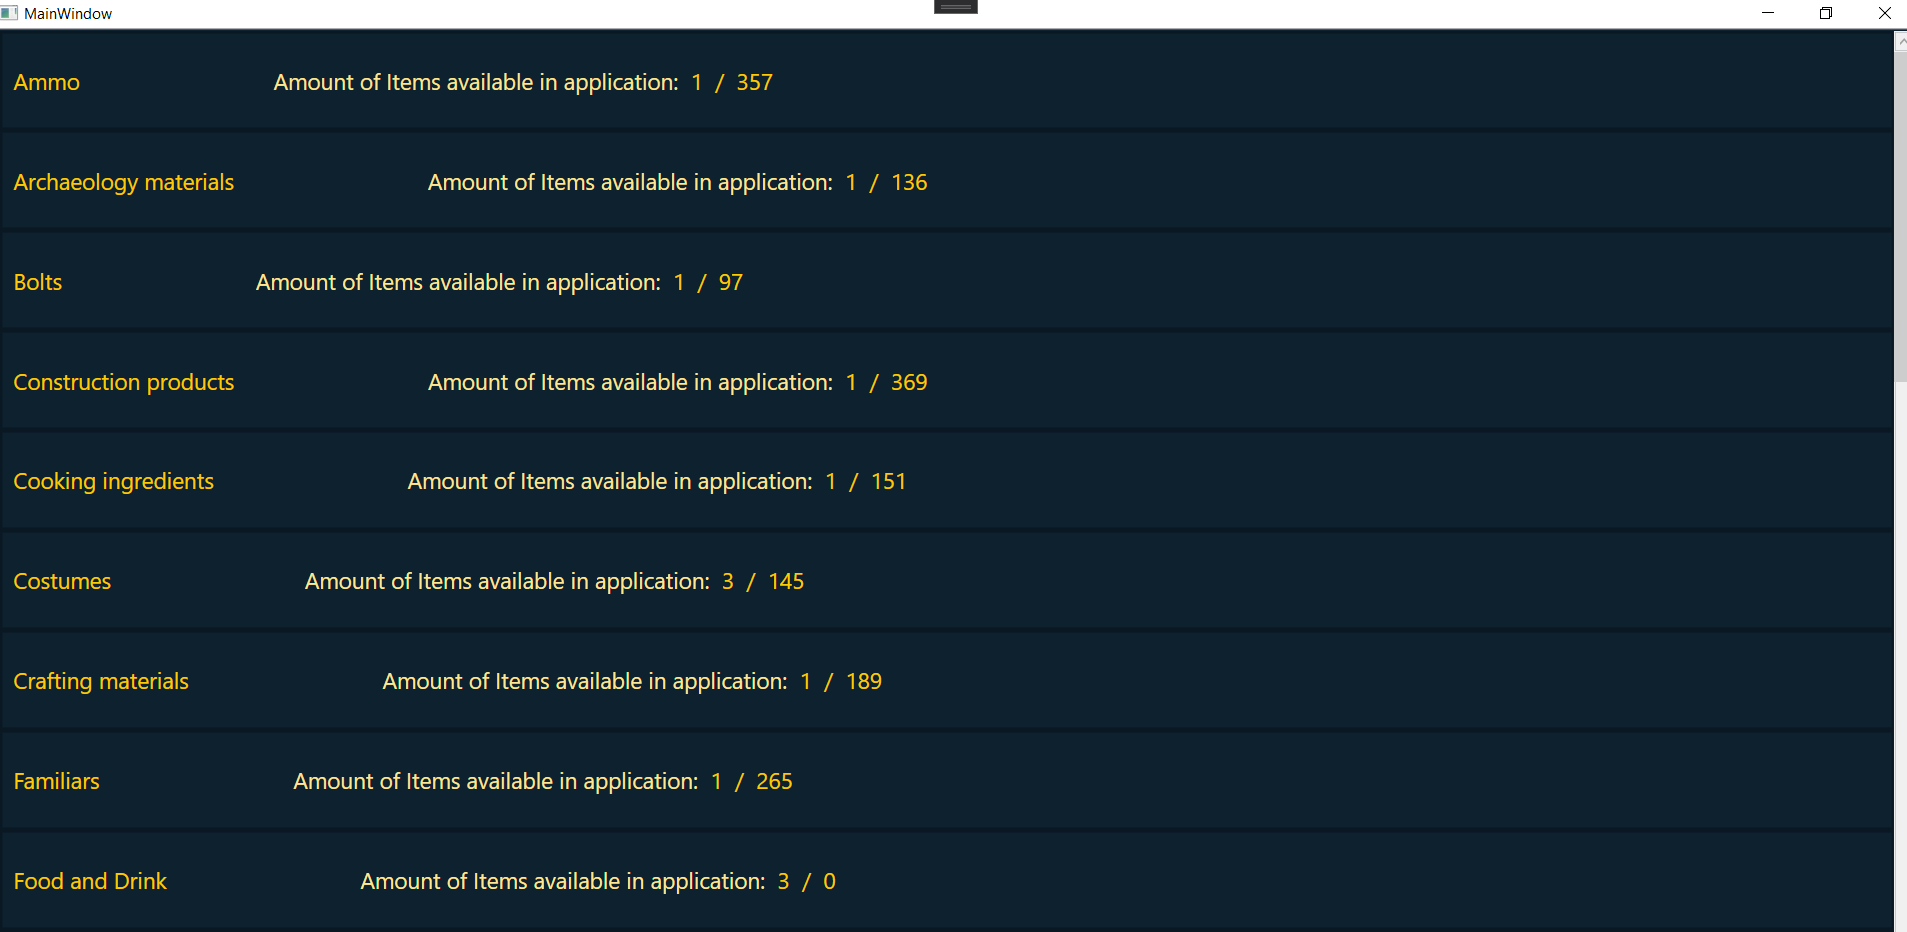 MainWindow
Ammo Amount of Items available in application: 1 / 357
Archaeology materials Amount of Items available in application: 1 / 136
Bolts Amount of Items available in application: 1 / 97
Construction products Amount of Items available in application: 1 / 369
Cooking ingredients Amount of Items available in application: 1 / 151
Costumes Amount of Items available in application: 3 / 145
Crafting materials Amount of Items available in application: 1 / 189
Familiars Amount of Items available in application: 1 / 265
Food and Drink Amount of Items available in application: 3 / 0